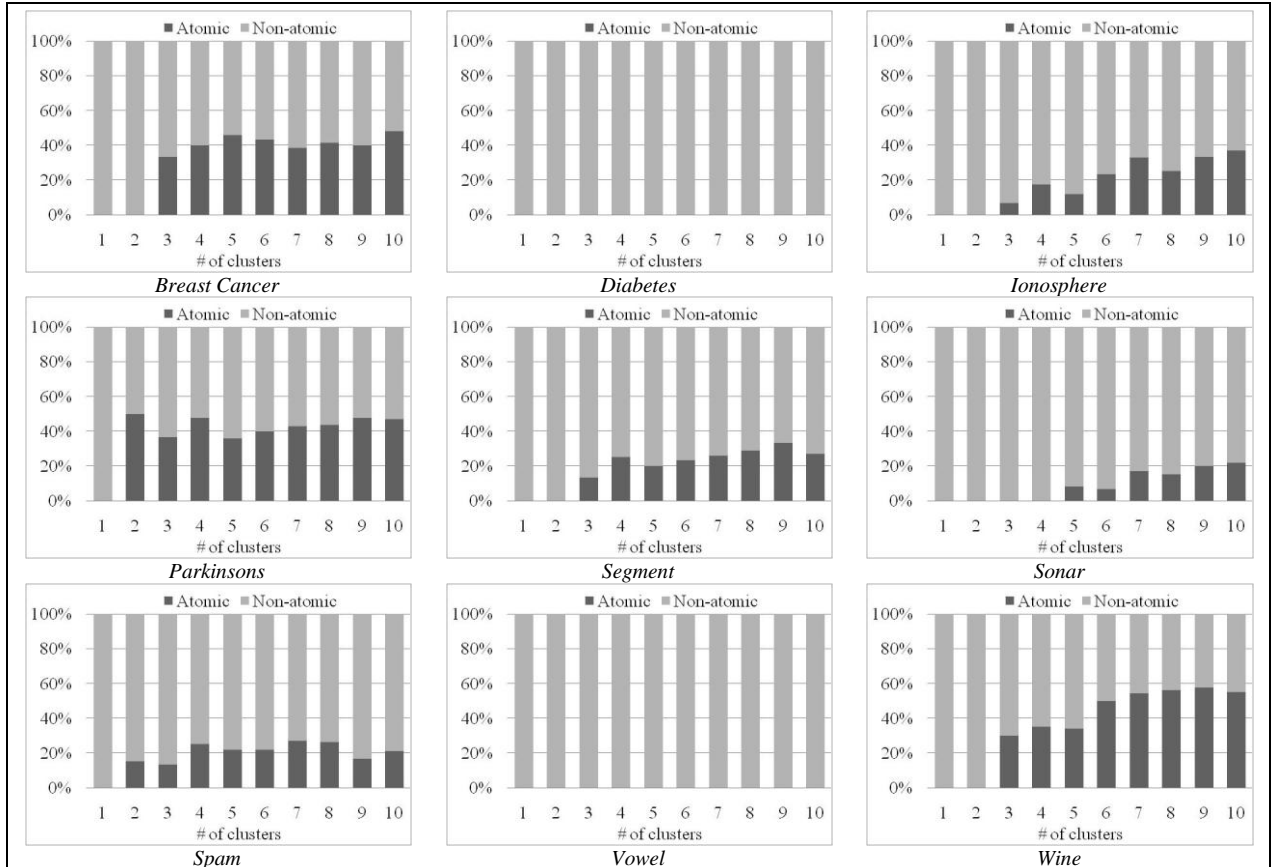 Atomic Non-atomic
100%
80%
60%
40%
20%
0%
1 2 3 4 5 6 7 8 9 10
# of clusters
Breast Cancer
Atomic Non-atomic
100%
80%
60%
40%
20%
0%
1 2 3 4 5 6 7 8 9 10
# of clusters
Diabetes
Atomic Non-atomic
100%
80%
60%
40%
20%
0%
1 2 3 4 5 6 7 8 9 10
# of clusters
Ionosphere
Atomic Non-atomic
100%
80%
60%
40%
20%
0%
1 2 3 4 5 6 7 8 9 10
# of clusters
Parkinsons
Atomic Non-atomic
100%
80%
60%
40%
20%
0%
1 2 3 4 5 6 7 8 9 10
# of clusters
Segment
Atomic Non-atomic
100%
80%
60%
40%
20%
0%
1 2 3 4 5 6 7 8 9 10
# of clusters
Sonar
Atomic Non-atomic
100%
80%
60%
40%
20%
0%
1 2 3 4 5 6 7 8 9 10
# of clusters
Spam
Atomic Non-atomic
100%
80%
60%
40%
20%
0%
1 2 3 4 5 6 7 8 9 10
# of clusters
Vowel
Atomic Non-atomic
100%
80%
60%
40%
20%
0%
1 2 3 4 5 6 7 8 9 10
# of clusters
Wine